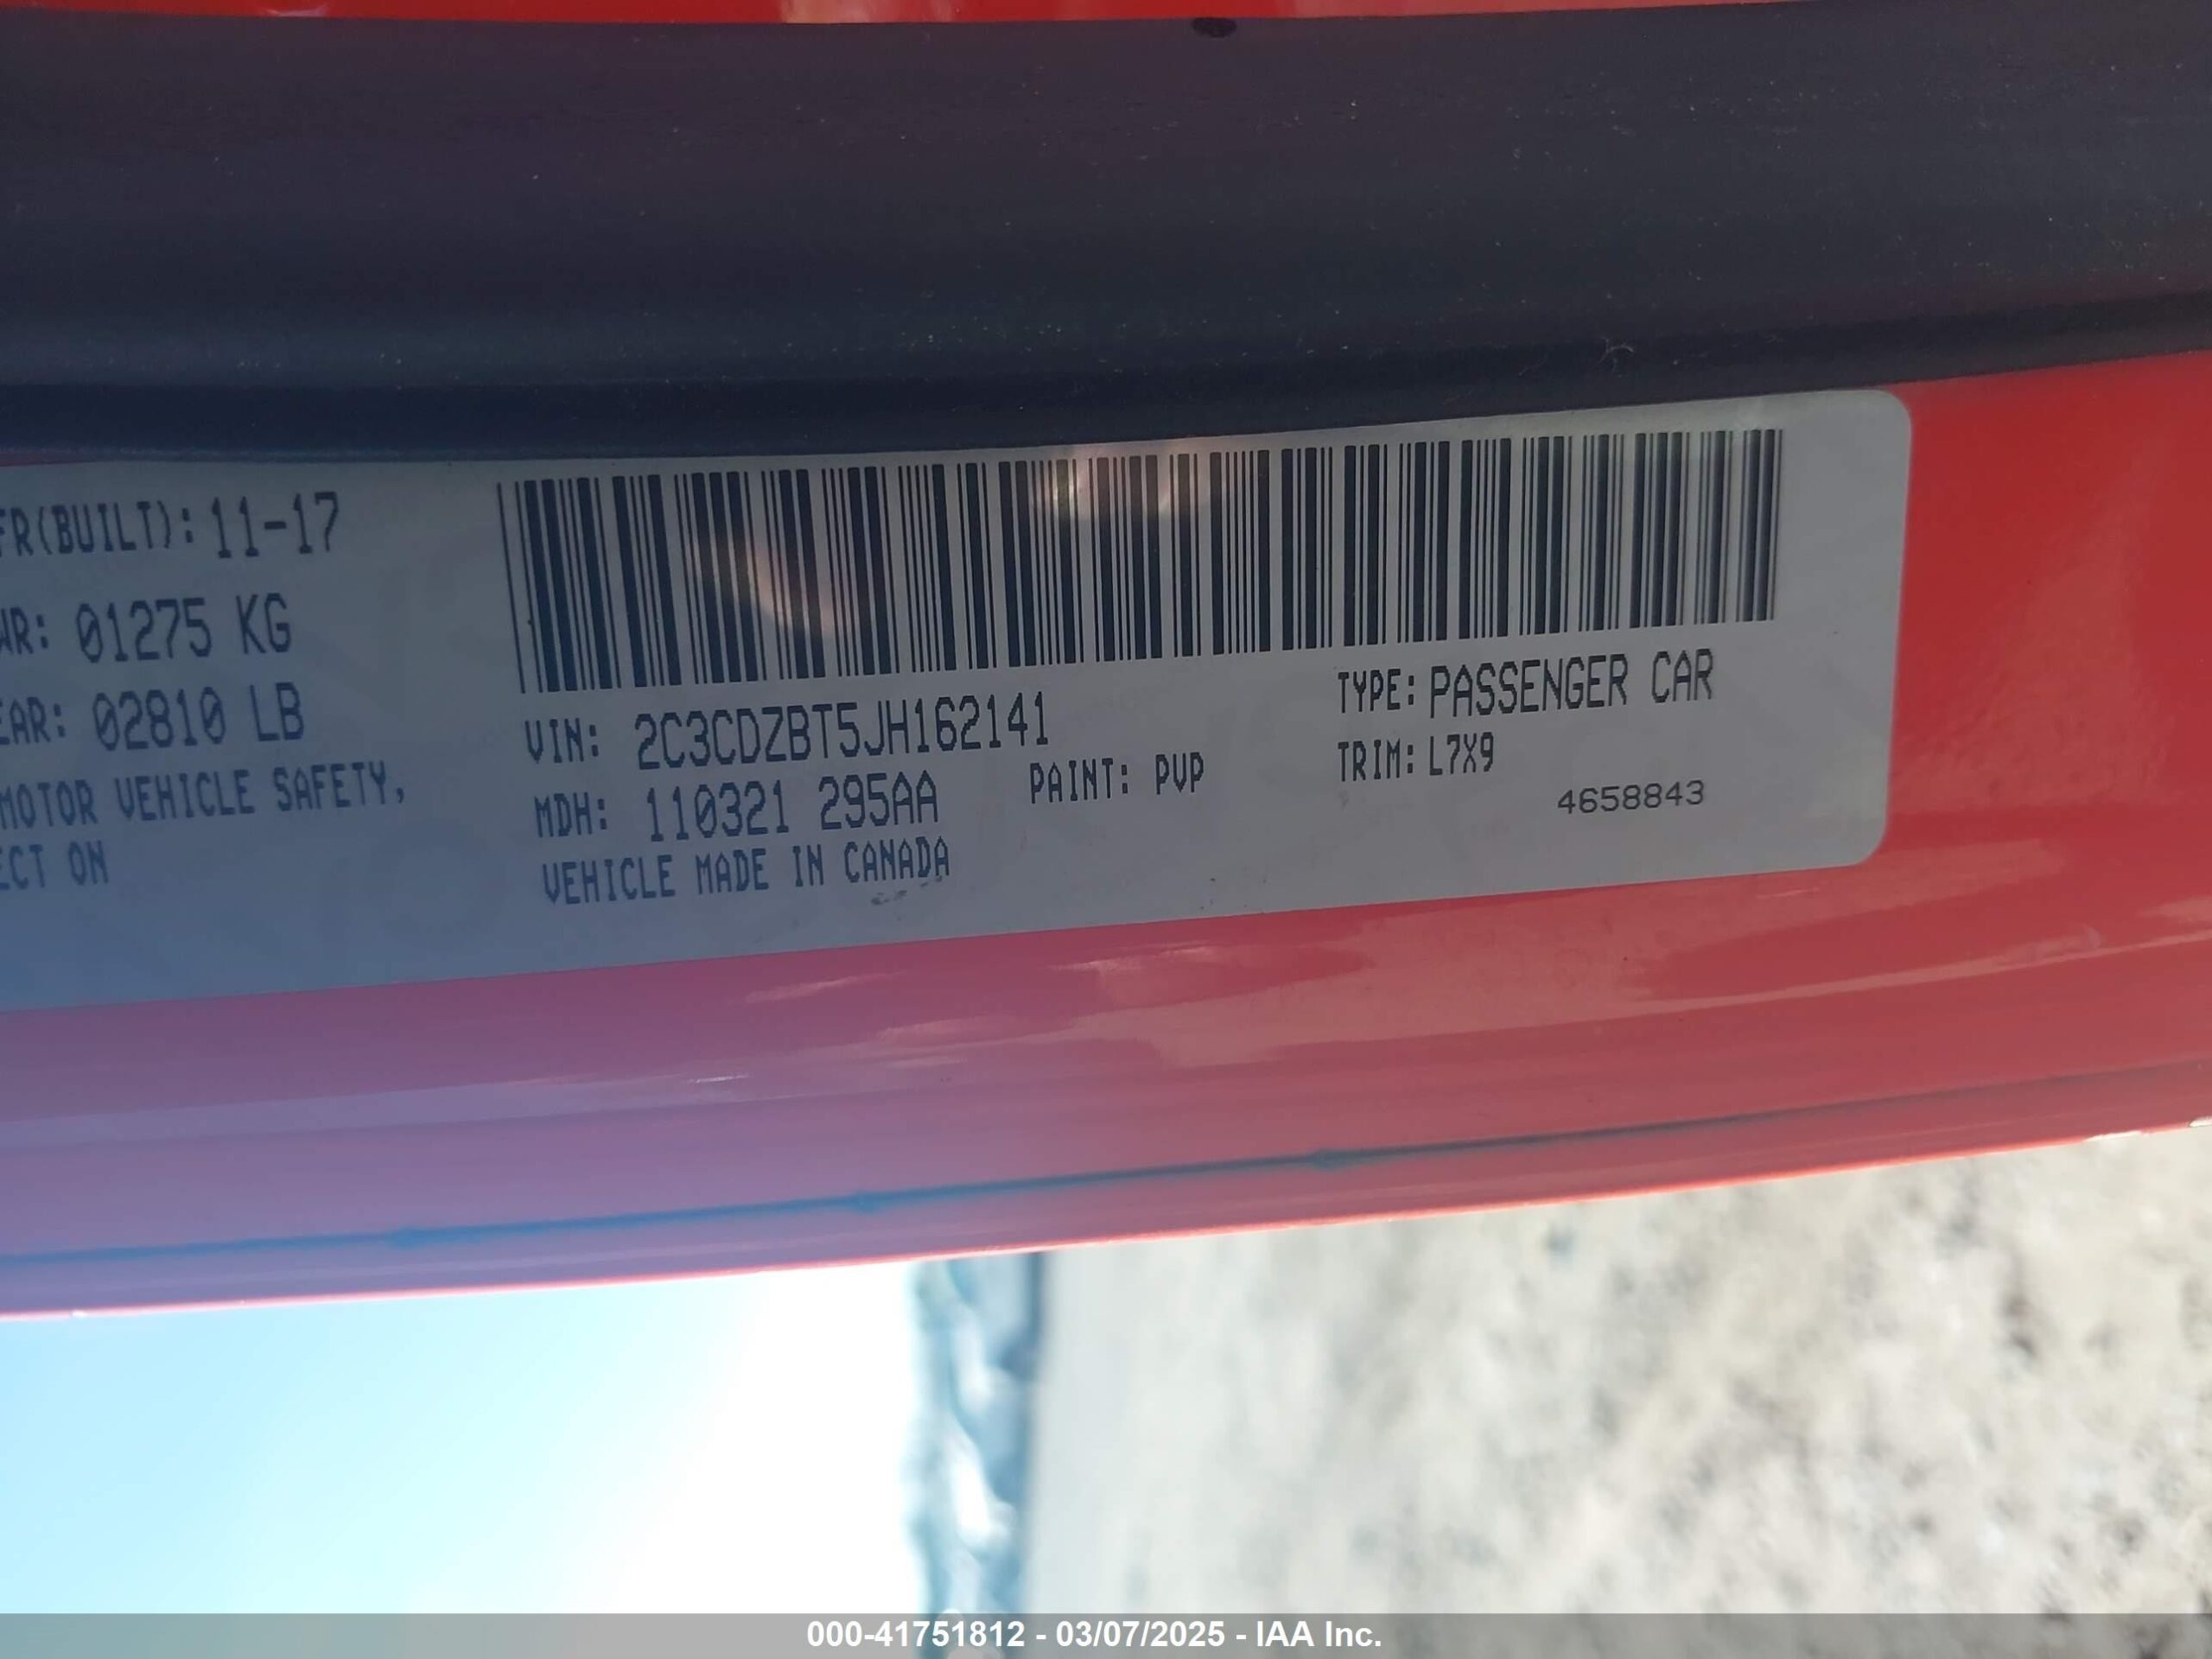 FR(BUILT): 11-17
WR: 01275 KG
EAR: 02810 LB
MOTOR VEHICLE SAFETY,
ECT ON
VIN: 2C3CDZBT5JH162141
TYPE: PASSENGER CAR
MDH: 110321 295AA
PAINT: PVP
TRIM: L7X9
4658843
VEHICLE MADE IN CANADA
000-41751812 - 03/07/2025 - IAA Inc.